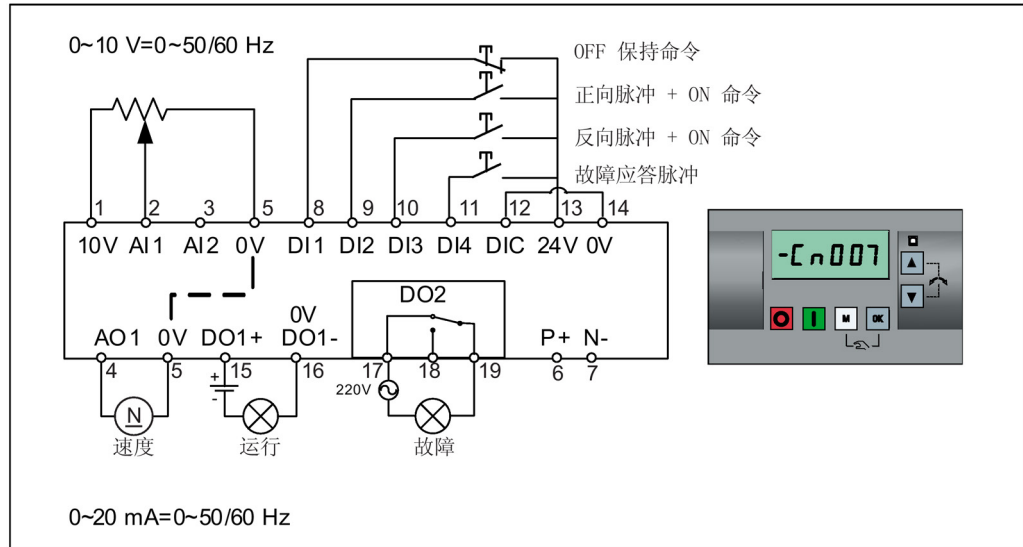 0~10 V=0~50/60 Hz
OFF 保持命令
正向脉冲 + ON 命令
反向脉冲 + ON 命令
故障应答脉冲
1 2 3 5 8 9 10 11 12 13 14
10V AI1 AI2 0V DI1 DI2 DI3 DI4 DIC 24V 0V
-Cn007
M OK
DO2
0V
AO1 0V DO1+ DO1- P+ N-
4 5 15 16 17 18 19 6 7
+
-
220V
N
速度 运行 故障
0~20 mA=0~50/60 Hz